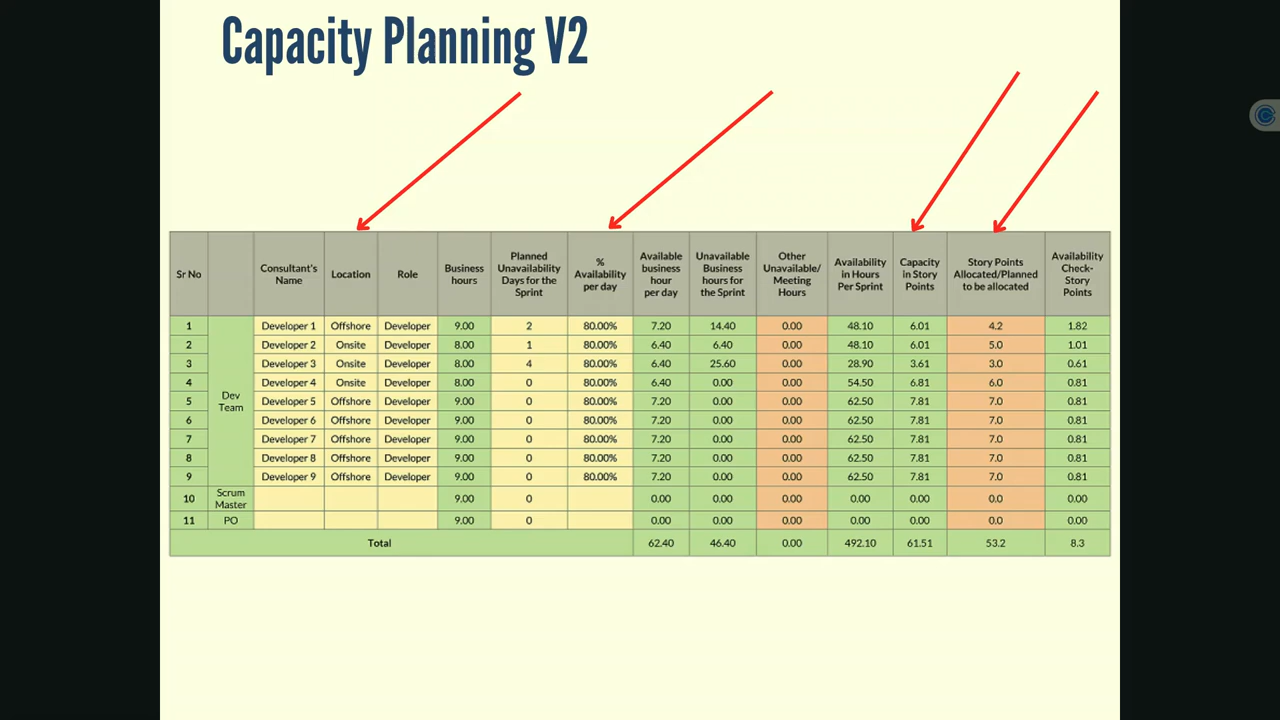 Capacity Planning V2
Sr No Consultant's Name Location Role Business hours Planned Unavailability Days for the Sprint % Availability per day Available business hour per day Unavailable Business hours for the Sprint Other Unavailable/ Meeting Hours Availability in Hours Per Sprint Capacity in Story Points Story Points Allocated/Planned to be allocated Availability Check- Story Points
Dev Team
1 Developer 1 Offshore Developer 9.00 2 80.00% 7.20 14.40 0.00 48.10 6.01 4.2 1.82
2 Developer 2 Onsite Developer 8.00 1 80.00% 6.40 6.40 0.00 48.10 6.01 5.0 1.01
3 Developer 3 Onsite Developer 8.00 4 80.00% 6.40 25.60 0.00 28.90 3.61 3.0 0.61
4 Developer 4 Onsite Developer 8.00 0 80.00% 6.40 0.00 0.00 54.50 6.81 6.0 0.81
5 Developer 5 Offshore Developer 9.00 0 80.00% 7.20 0.00 0.00 62.50 7.81 7.0 0.81
6 Developer 6 Offshore Developer 9.00 0 80.00% 7.20 0.00 0.00 62.50 7.81 7.0 0.81
7 Developer 7 Offshore Developer 9.00 0 80.00% 7.20 0.00 0.00 62.50 7.81 7.0 0.81
8 Developer 8 Offshore Developer 9.00 0 80.00% 7.20 0.00 0.00 62.50 7.81 7.0 0.81
9 Developer 9 Offshore Developer 9.00 0 80.00% 7.20 0.00 0.00 62.50 7.81 7.0 0.81
10 Scrum Master 9.00 0 0.00 0.00 0.00 0.00 0.00 0.0 0.00
11 PO 9.00 0 0.00 0.00 0.00 0.00 0.00 0.0 0.00
Total 62.40 46.40 0.00 492.10 61.51 53.2 8.3